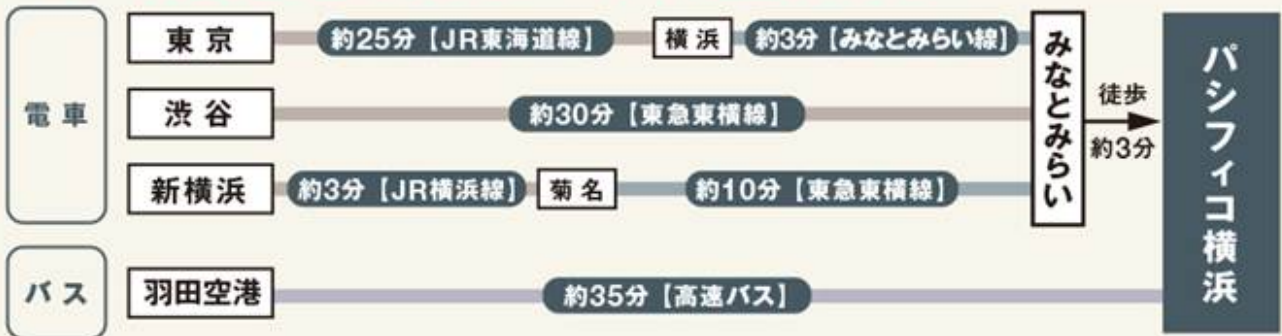 電車
東京
約25分【JR東海道線】
横浜
約3分【みなとみらい線】
渋谷
約30分【東急東横線】
新横浜
約3分【JR横浜線】
菊名
約10分【東急東横線】
みなとみらい
徒歩
約3分
パシフィコ横浜
バス
羽田空港
約35分【高速バス】